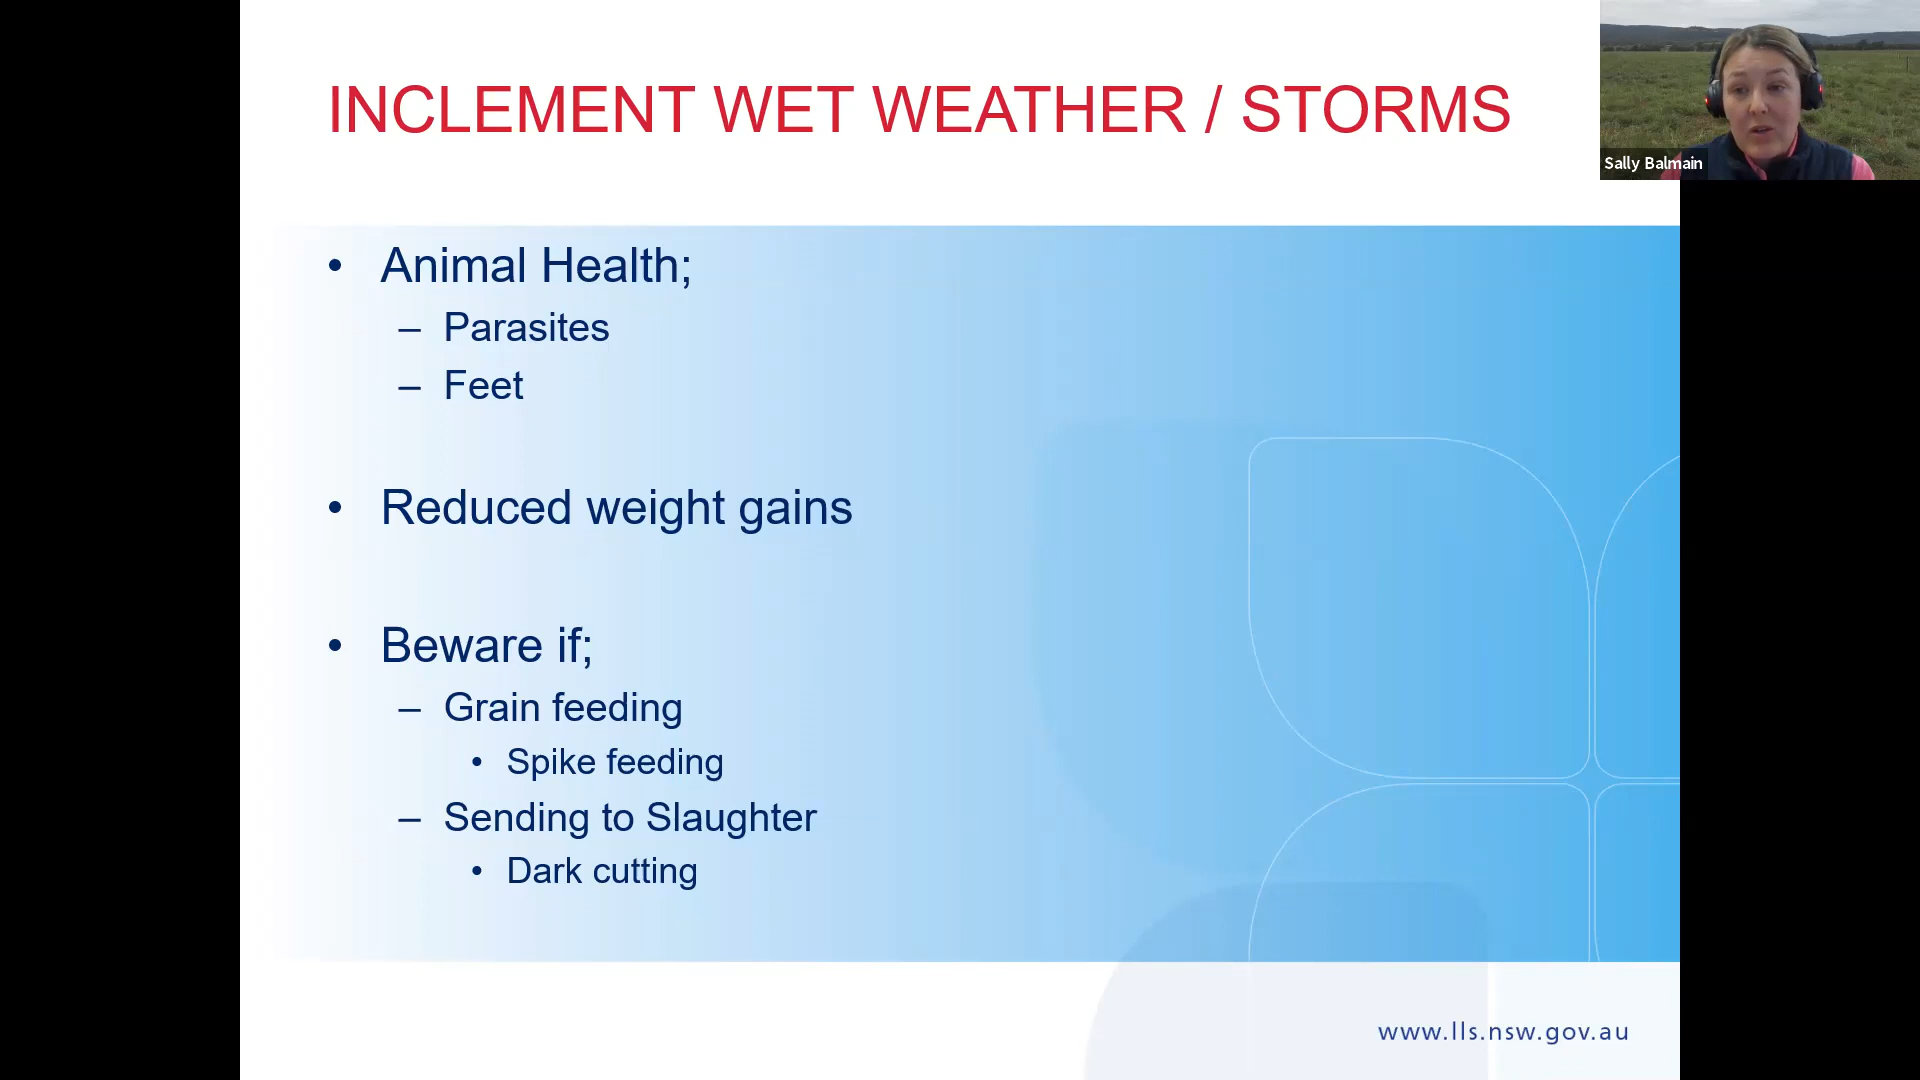 INCLEMENT WET WEATHER / STORMS
Sally Balmain
• Animal Health;
– Parasites
– Feet
• Reduced weight gains
• Beware if;
– Grain feeding
• Spike feeding
– Sending to Slaughter
• Dark cutting
www.lls.nsw.gov.au